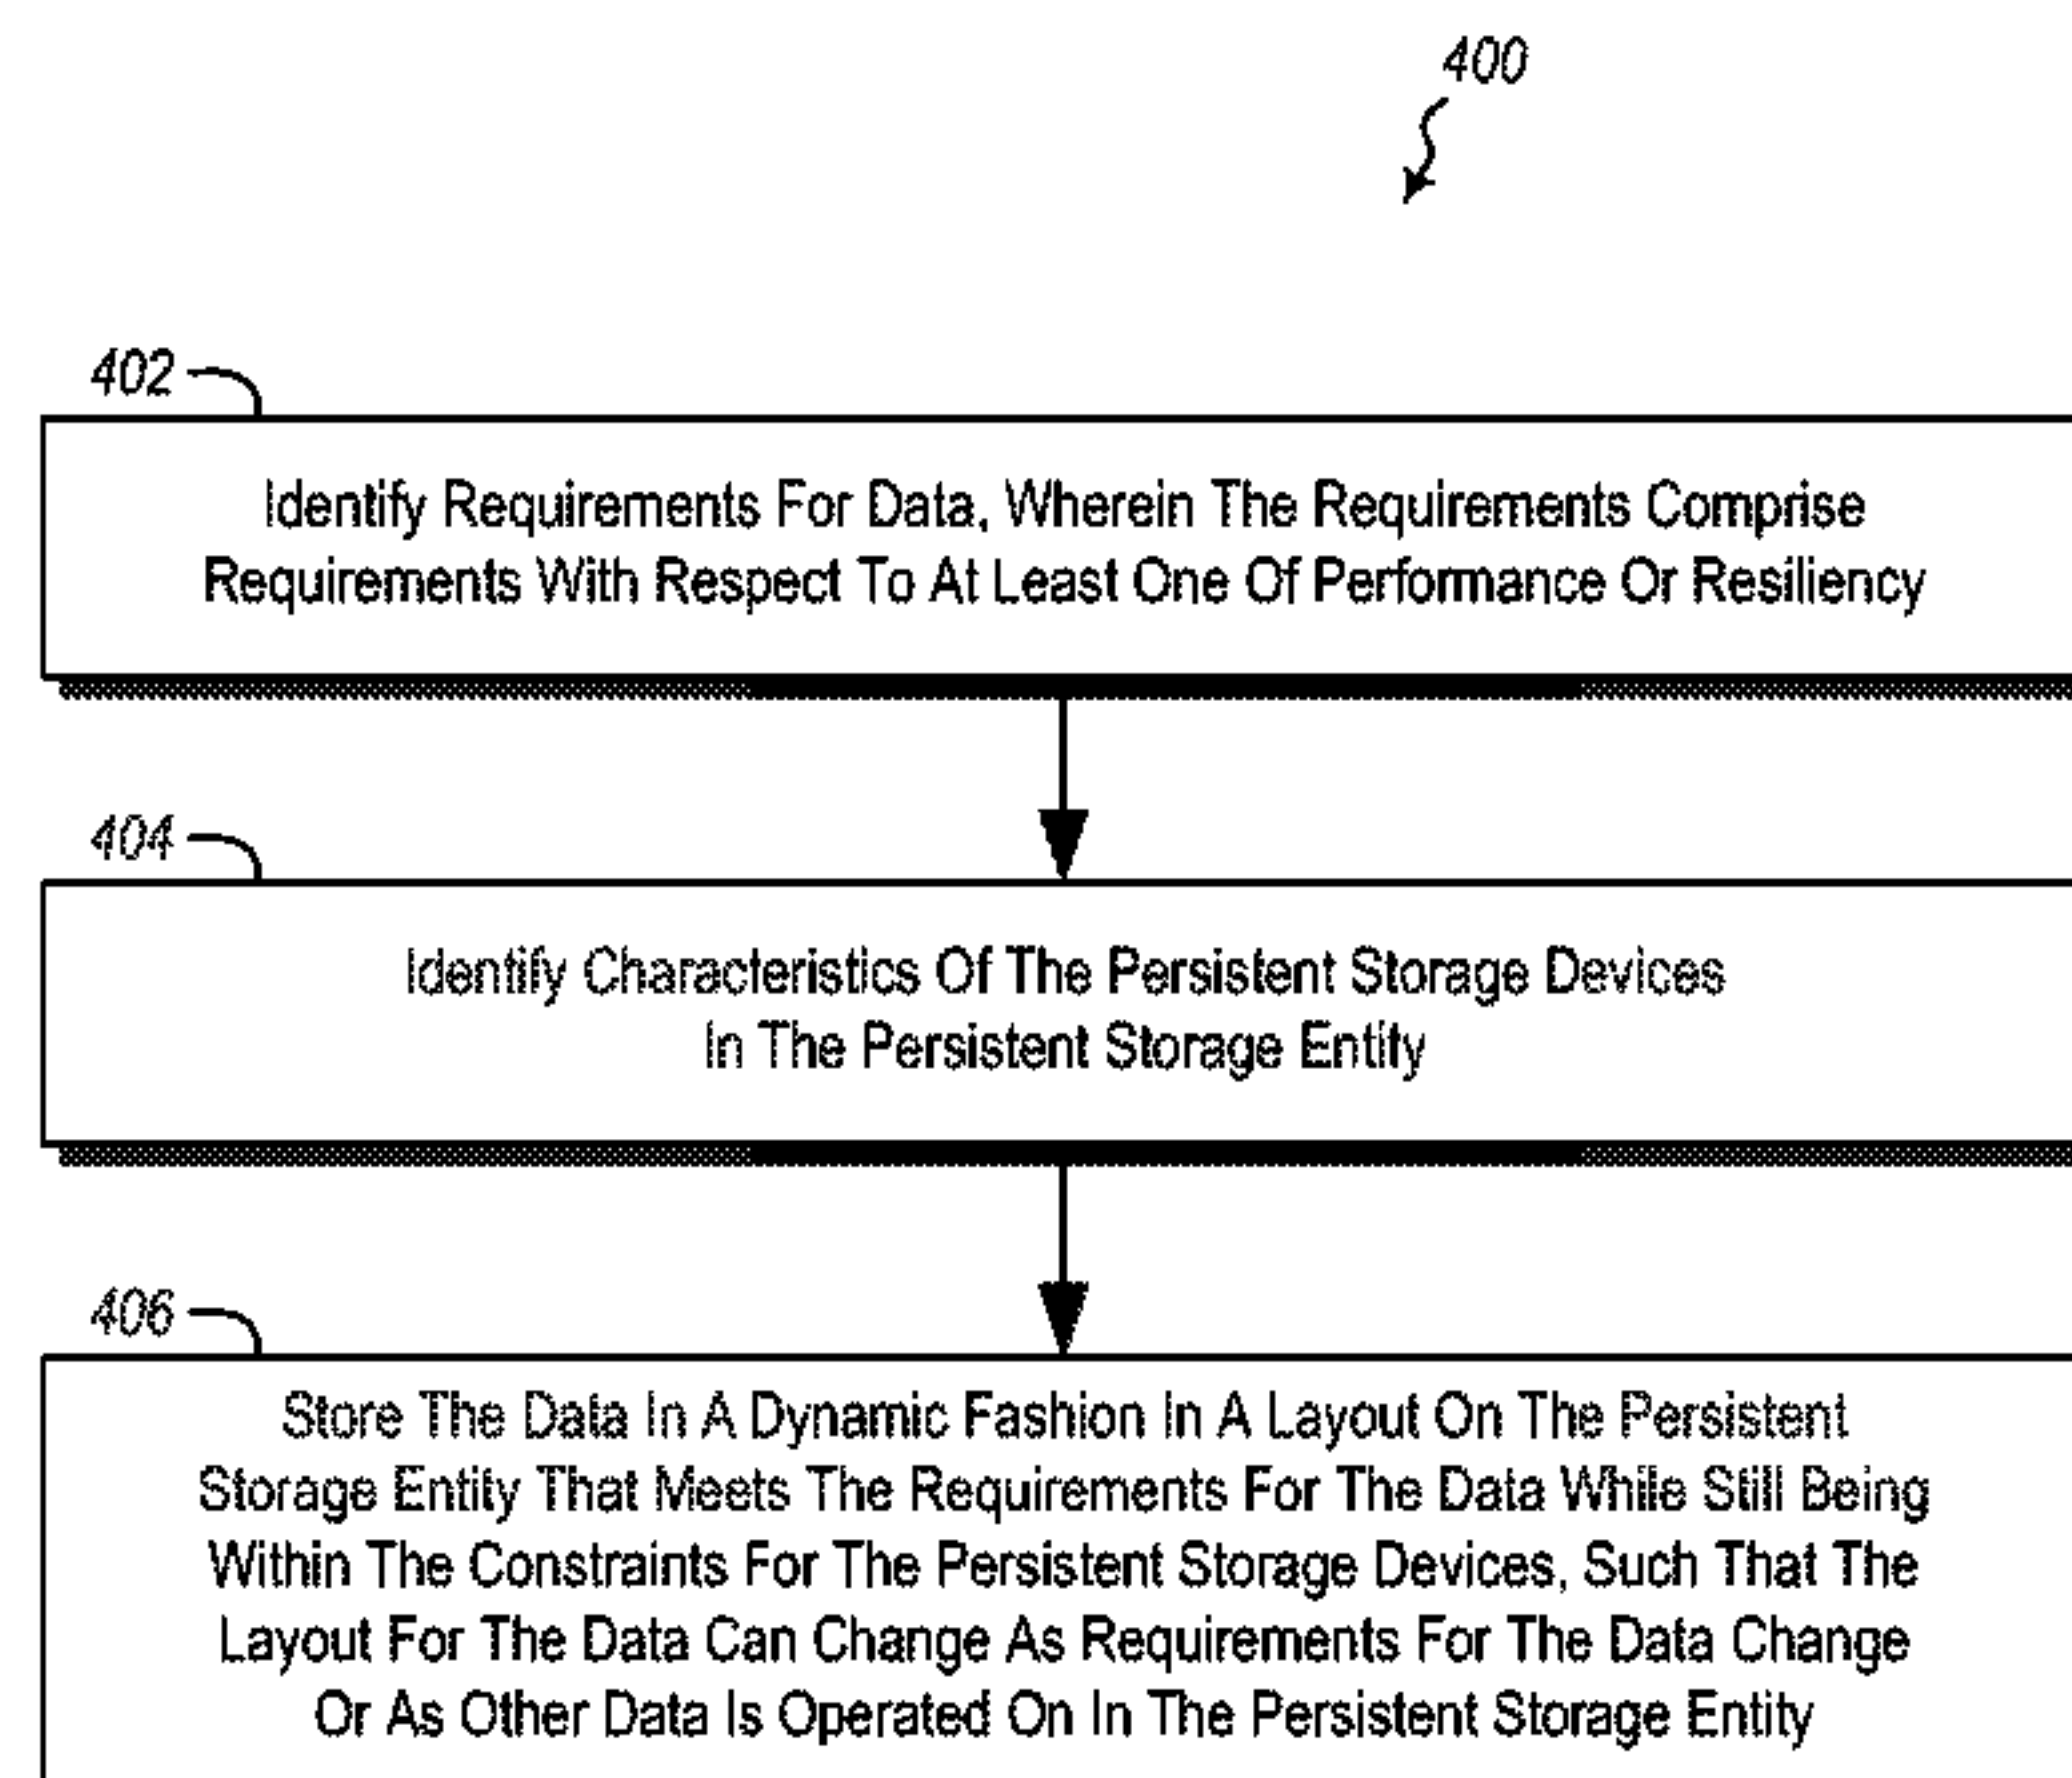 400
402
Identify Requirements For Data, Wherein The Requirements Comprise
Requirements With Respect To At Least One Of Performance Or Resiliency
404
Identify Characteristics Of The Persistent Storage Devices
In The Persistent Storage Entity
406
Store The Data In A Dynamic Fashion In A Layout On The Persistent
Storage Entity That Meets The Requirements For The Data While Still Being
Within The Constraints For The Persistent Storage Devices, Such That The
Layout For The Data Can Change As Requirements For The Data Change
Or As Other Data Is Operated On In The Persistent Storage Entity